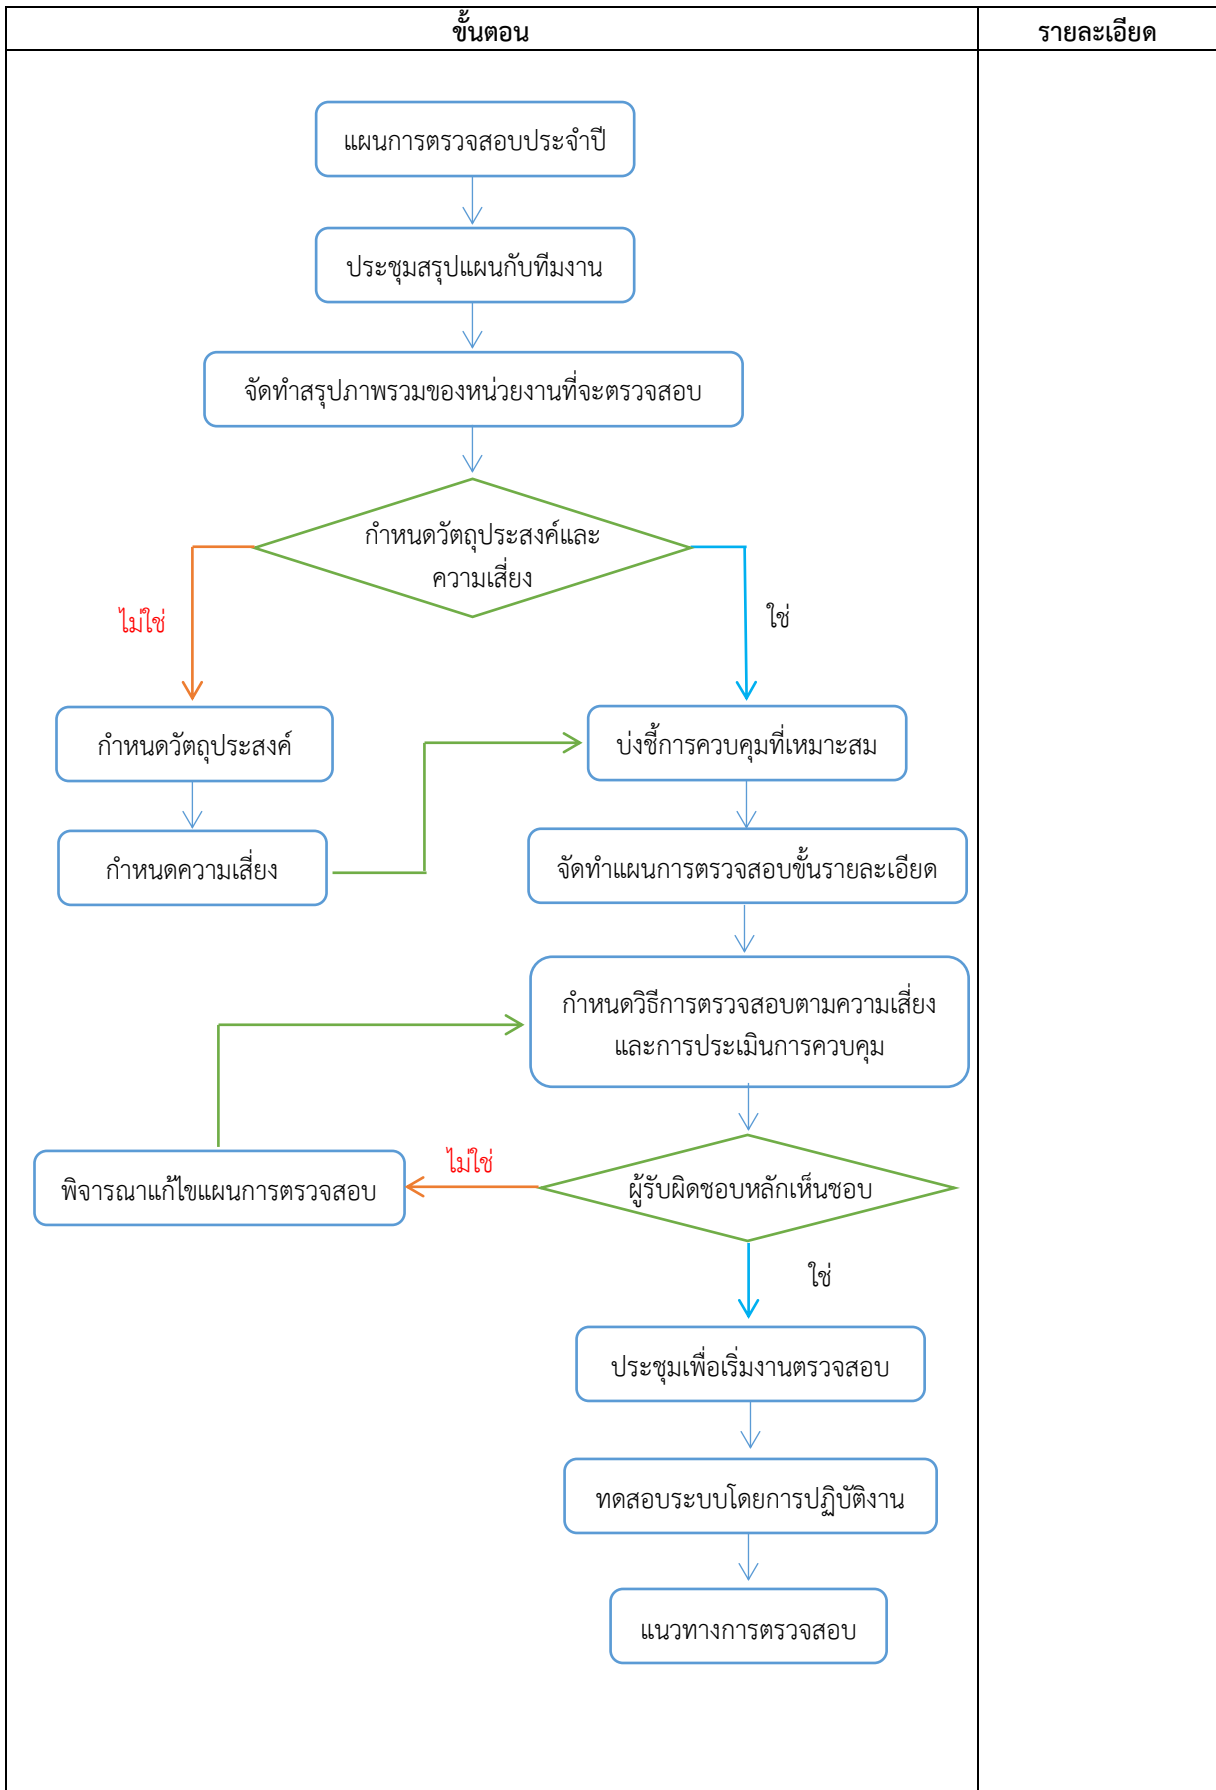 ขั้นตอน
รายละเอียด
แผนการตรวจสอบประจำปี
ประชุมสรุปแผนกับทีมงาน
จัดทำสรุปภาพรวมของหน่วยงานที่จะตรวจสอบ
กำหนดวัตถุประสงค์และ
ความเสี่ยง
ไม่ใช่
ใช่
กำหนดวัตถุประสงค์
บ่งชี้การควบคุมที่เหมาะสม
กำหนดความเสี่ยง
จัดทำแผนการตรวจสอบขั้นรายละเอียด
กำหนดวิธีการตรวจสอบตามความเสี่ยง
และการประเมินการควบคุม
ไม่ใช่
พิจารณาแก้ไขแผนการตรวจสอบ
ผู้รับผิดชอบหลักเห็นชอบ
ใช่
ประชุมเพื่อเริ่มงานตรวจสอบ
ทดสอบระบบโดยการปฏิบัติงาน
แนวทางการตรวจสอบ